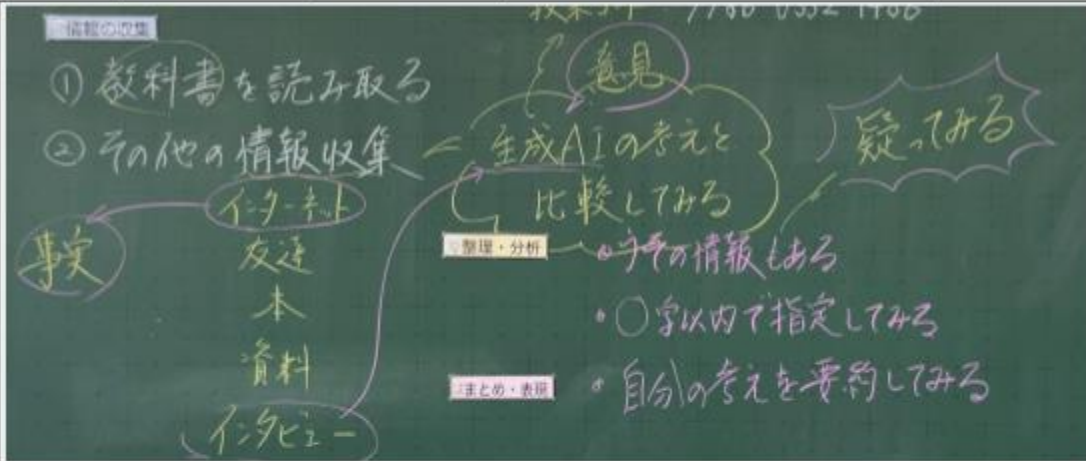 情報の収集
① 教科書を読み取る
② その他の情報収集
インターネット
事実
友達
本
資料
インタビュー
意見
生成AIの考えと
比較してみる
疑ってみる
整理・分析
・うその情報もある
・○字以内で指定してみる
まとめ・表現
・自分の考えを要約してみる